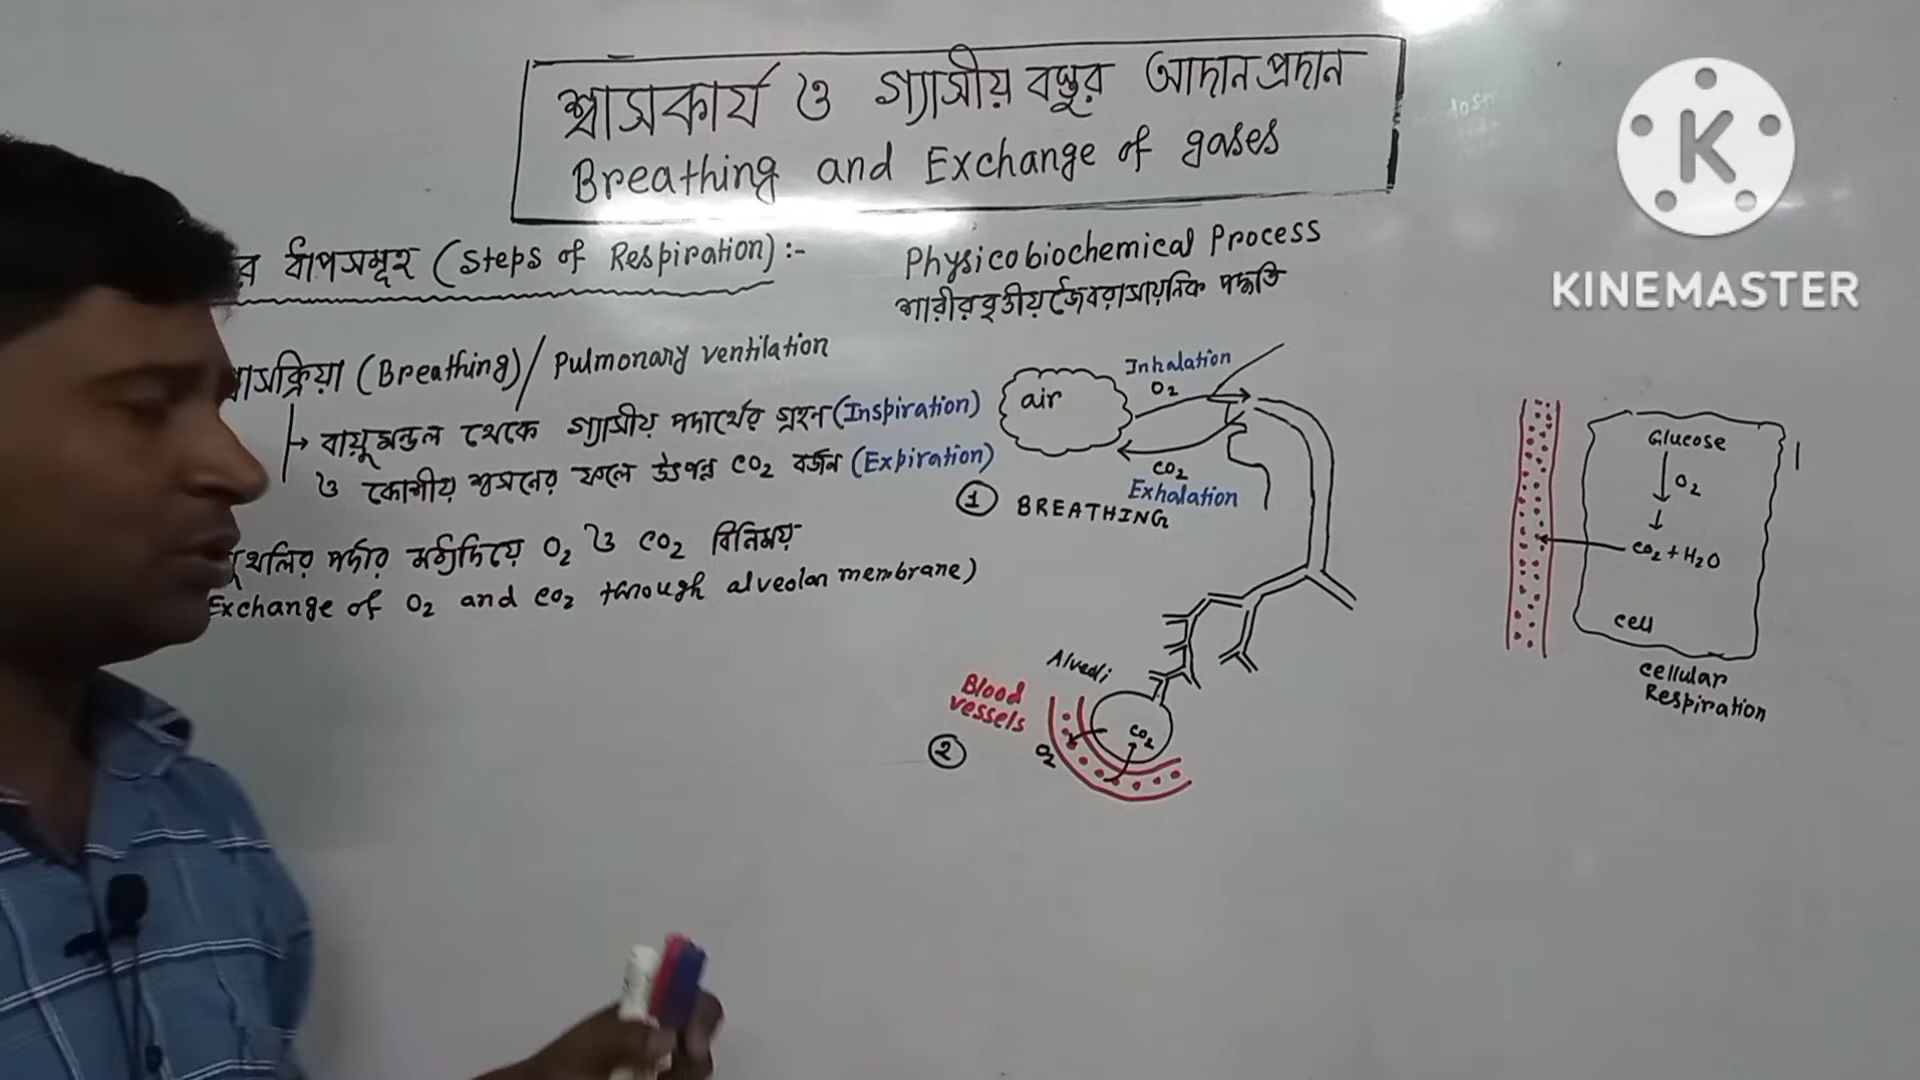 শ্বাসকার্য ও গ্যাসীয় বস্তুর আদান প্রদান
Breathing and Exchange of gases
র ধাপসমূহ (Steps of Respiration) :-
Physicobiochemical Process
শারীরবৃত্তীয় জৈবরাসায়নিক পদ্ধতি
শ্বাসক্রিয়া (Breathing) / Pulmonary ventilation
→ বায়ুমন্ডল থেকে গ্যাসীয় পদার্থের গ্রহন (Inspiration)
ও কোশীয় শ্বসনের ফলে উৎপন্ন CO2 বর্জন (Expiration)
থলির পর্দার মধ্যদিয়ে O2 ও CO2 বিনিময়
Exchange of O2 and CO2 through alveolan membrane)
air
Inhalation
O2
CO2
Exhalation
① BREATHING
Alveoli
Blood
vessels
CO2
O2
②
Glucose
O2
CO2 + H2O
cell
cellular
Respiration
K
KINEMASTER